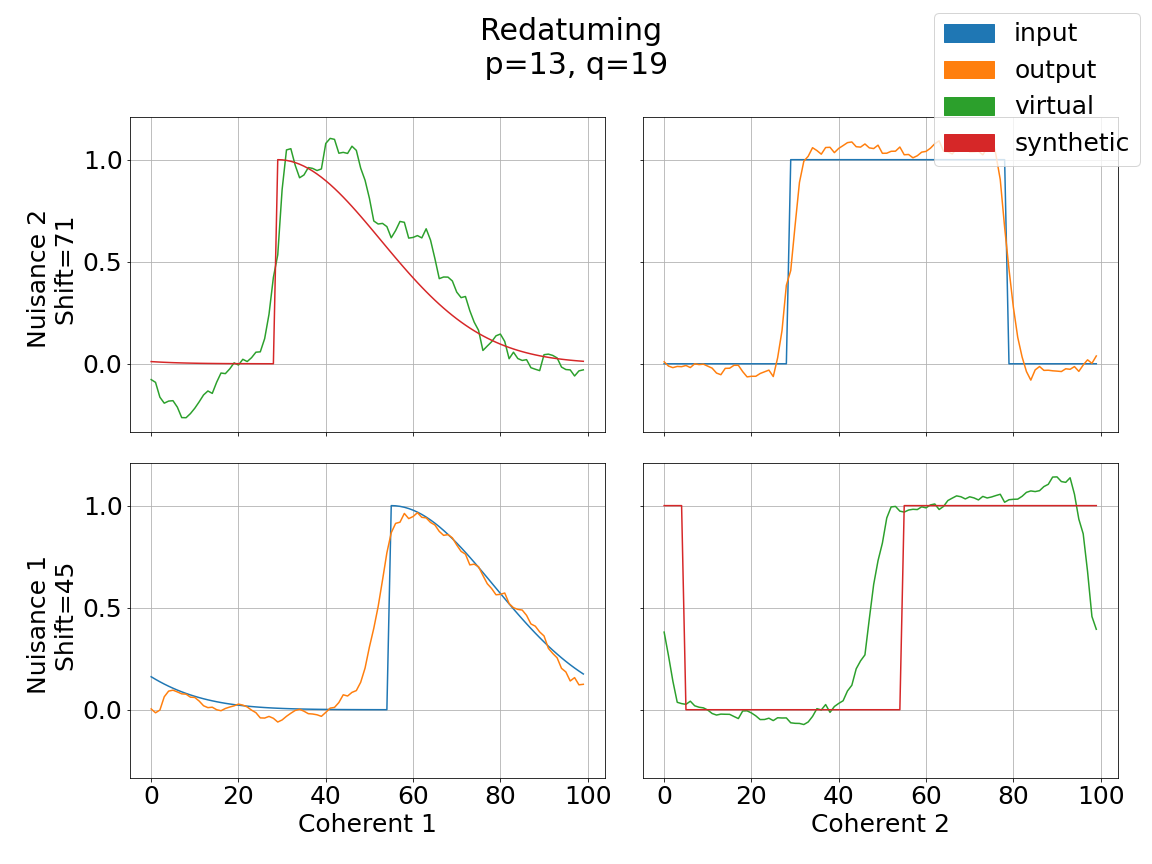 Redatuming
p=13, q=19
input
output
virtual
synthetic
Nuisance 2
Shift=71
1.0
0.5
0.0
Nuisance 1
Shift=45
1.0
0.5
0.0
0 20 40 60 80 100
0 20 40 60 80 100
Coherent 1
Coherent 2